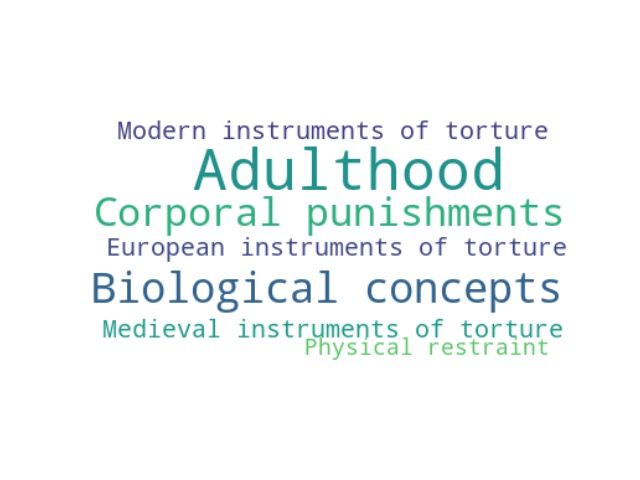 Modern instruments of torture
Adulthood
Corporal punishments
European instruments of torture
Biological concepts
Medieval instruments of torture
Physical restraint